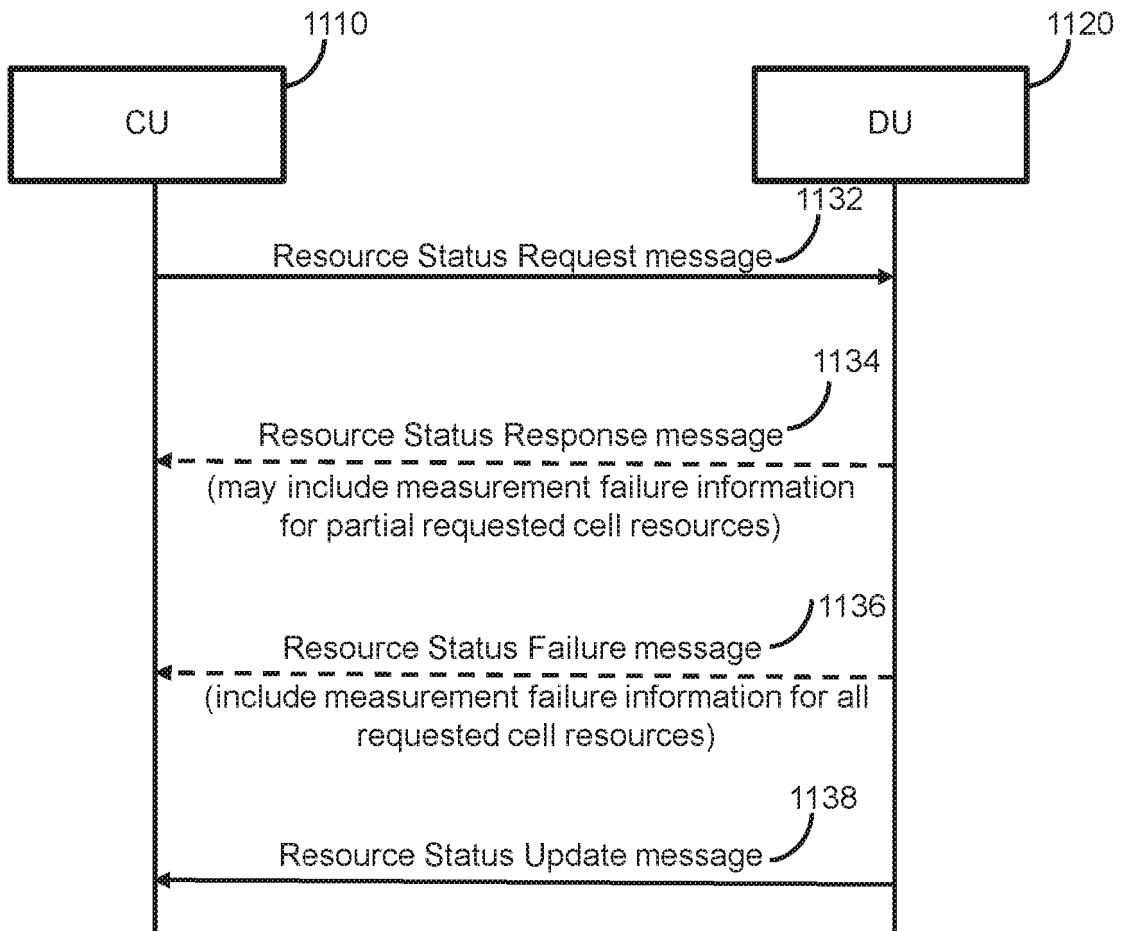 1110
1120
CU
DU
1132
Resource Status Request message
1134
Resource Status Response message
(may include measurement failure information
for partial requested cell resources)
1136
Resource Status Failure message
(include measurement failure information for all
requested cell resources)
1138
Resource Status Update message